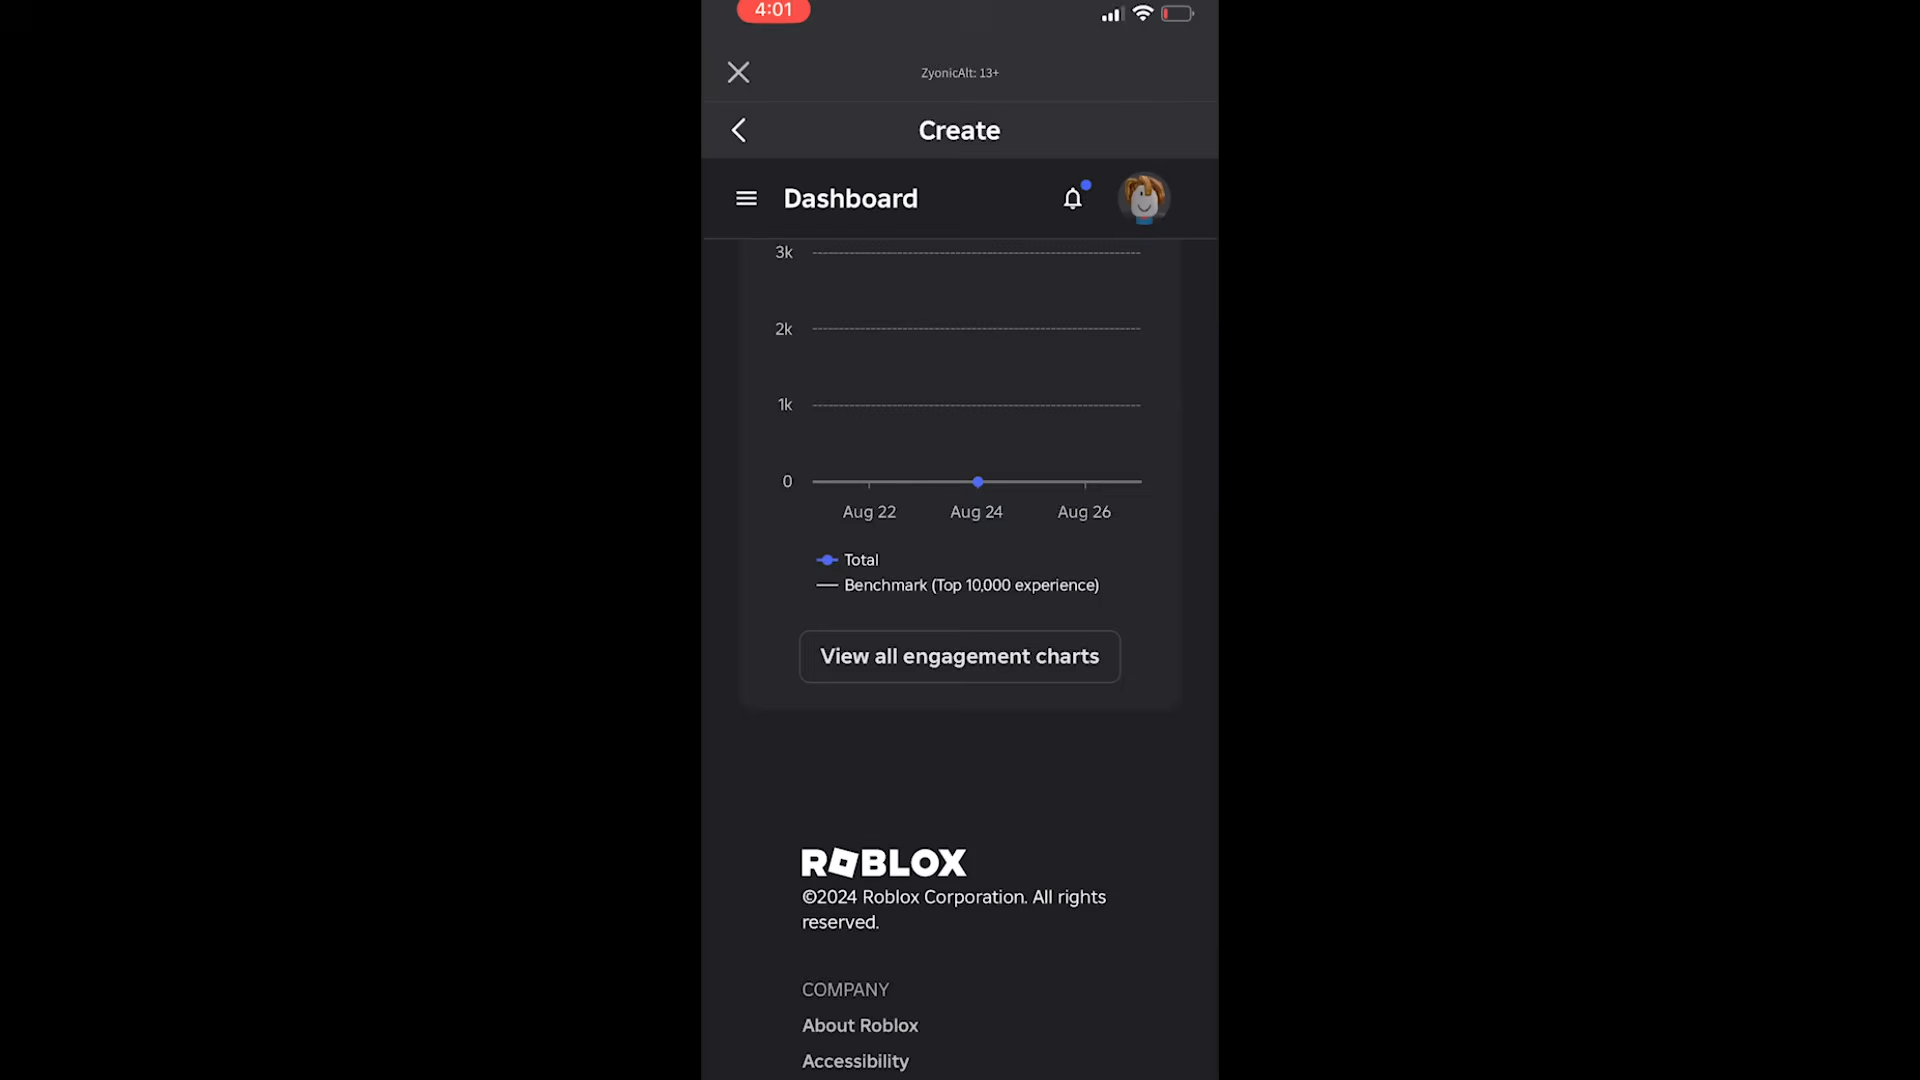 4:01
ZyonicAlt: 13+
Create
Dashboard
3k
2k
1k
0
Aug 22 Aug 24 Aug 26
Total
Benchmark (Top 10,000 experience)
View all engagement charts
ROBLOX
©2024 Roblox Corporation. All rights
reserved.
COMPANY
About Roblox
Accessibility